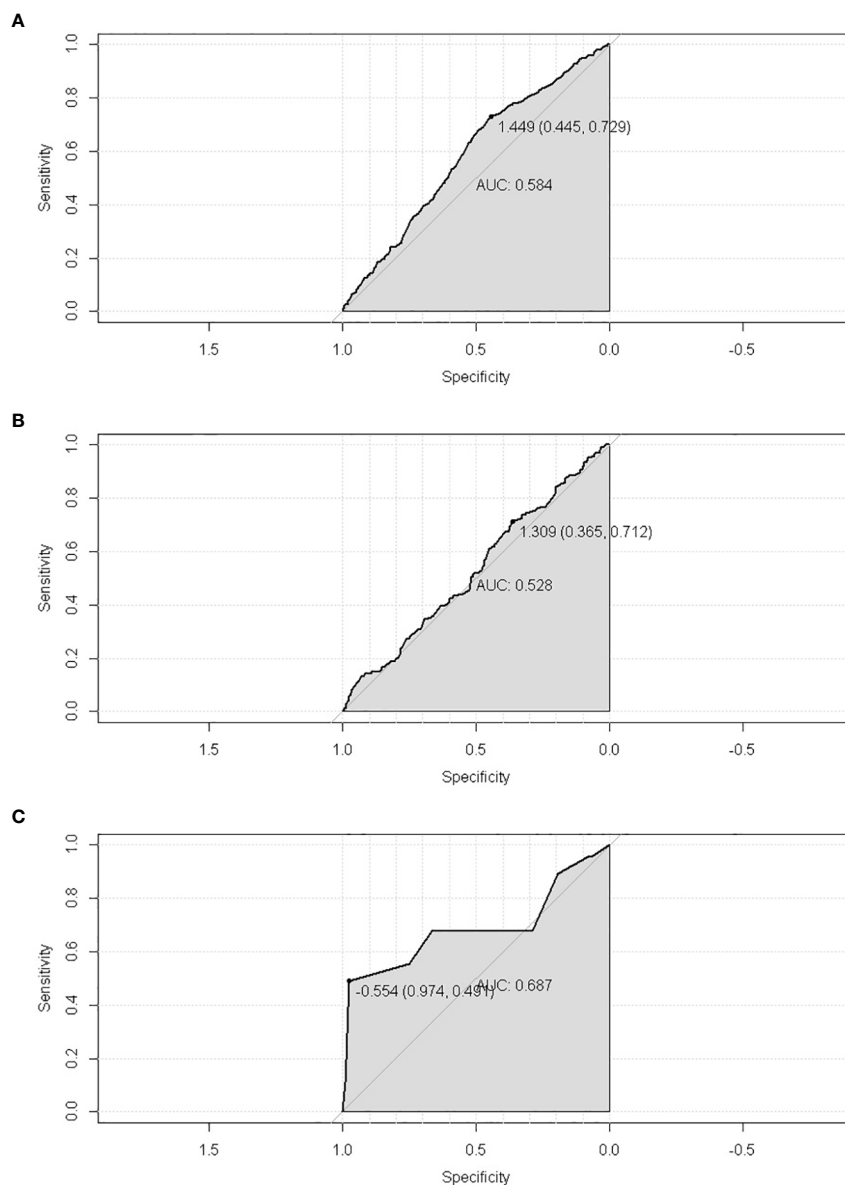 A
1.0
0.8
0.6
0.4
0.2
0.0
Sensitivity
1.449 (0.445, 0.729)
AUC: 0.584
1.5 1.0 0.5 0.0 -0.5
Specificity
B
1.0
0.8
0.6
0.4
0.2
0.0
Sensitivity
1.309 (0.365, 0.712)
AUC: 0.528
1.5 1.0 0.5 0.0 -0.5
Specificity
C
1.0
0.8
0.6
0.4
0.2
0.0
Sensitivity
-0.554 (0.974, 0.491)
AUC: 0.687
1.5 1.0 0.5 0.0 -0.5
Specificity